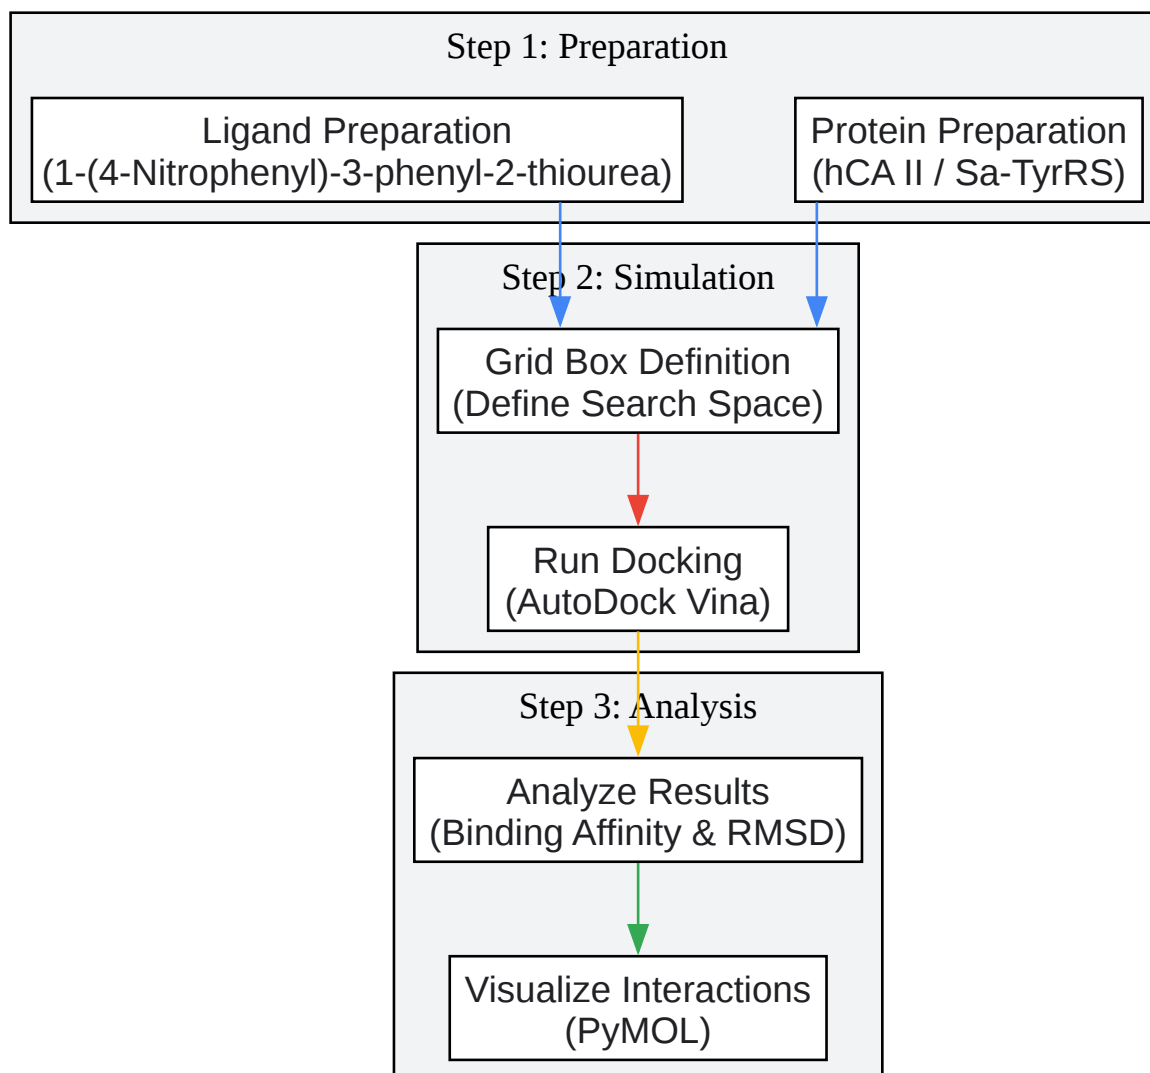 Step 1: Preparation
Ligand Preparation
(1-(4-Nitrophenyl)-3-phenyl-2-thiourea)
Protein Preparation
(hCA II / Sa-TyrRS)
Step 2: Simulation
Grid Box Definition
(Define Search Space)
Run Docking
(AutoDock Vina)
Step 3: Analysis
Analyze Results
(Binding Affinity & RMSD)
Visualize Interactions
(PyMOL)